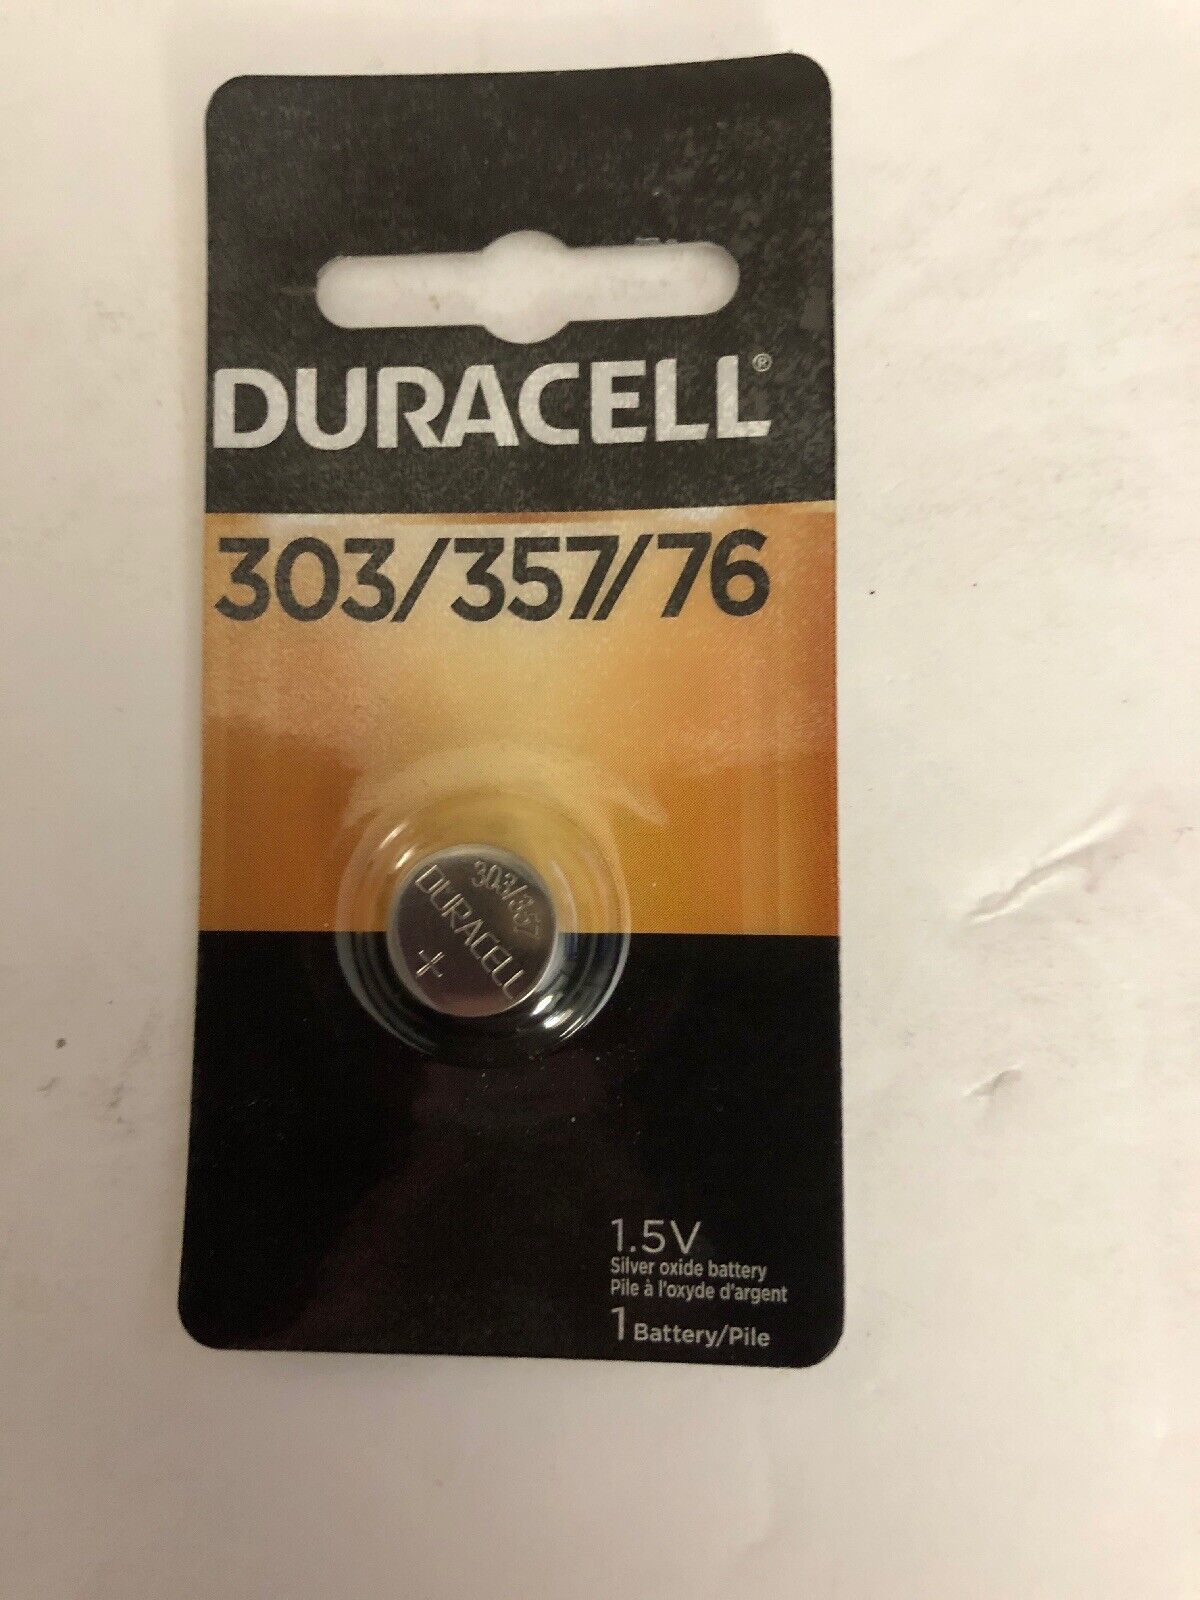 DURACELL®
303/357/76
303/357
DURACELL
+
1.5V
Silver oxide battery
Pile à l'oxyde d'argent
1 Battery/Pile